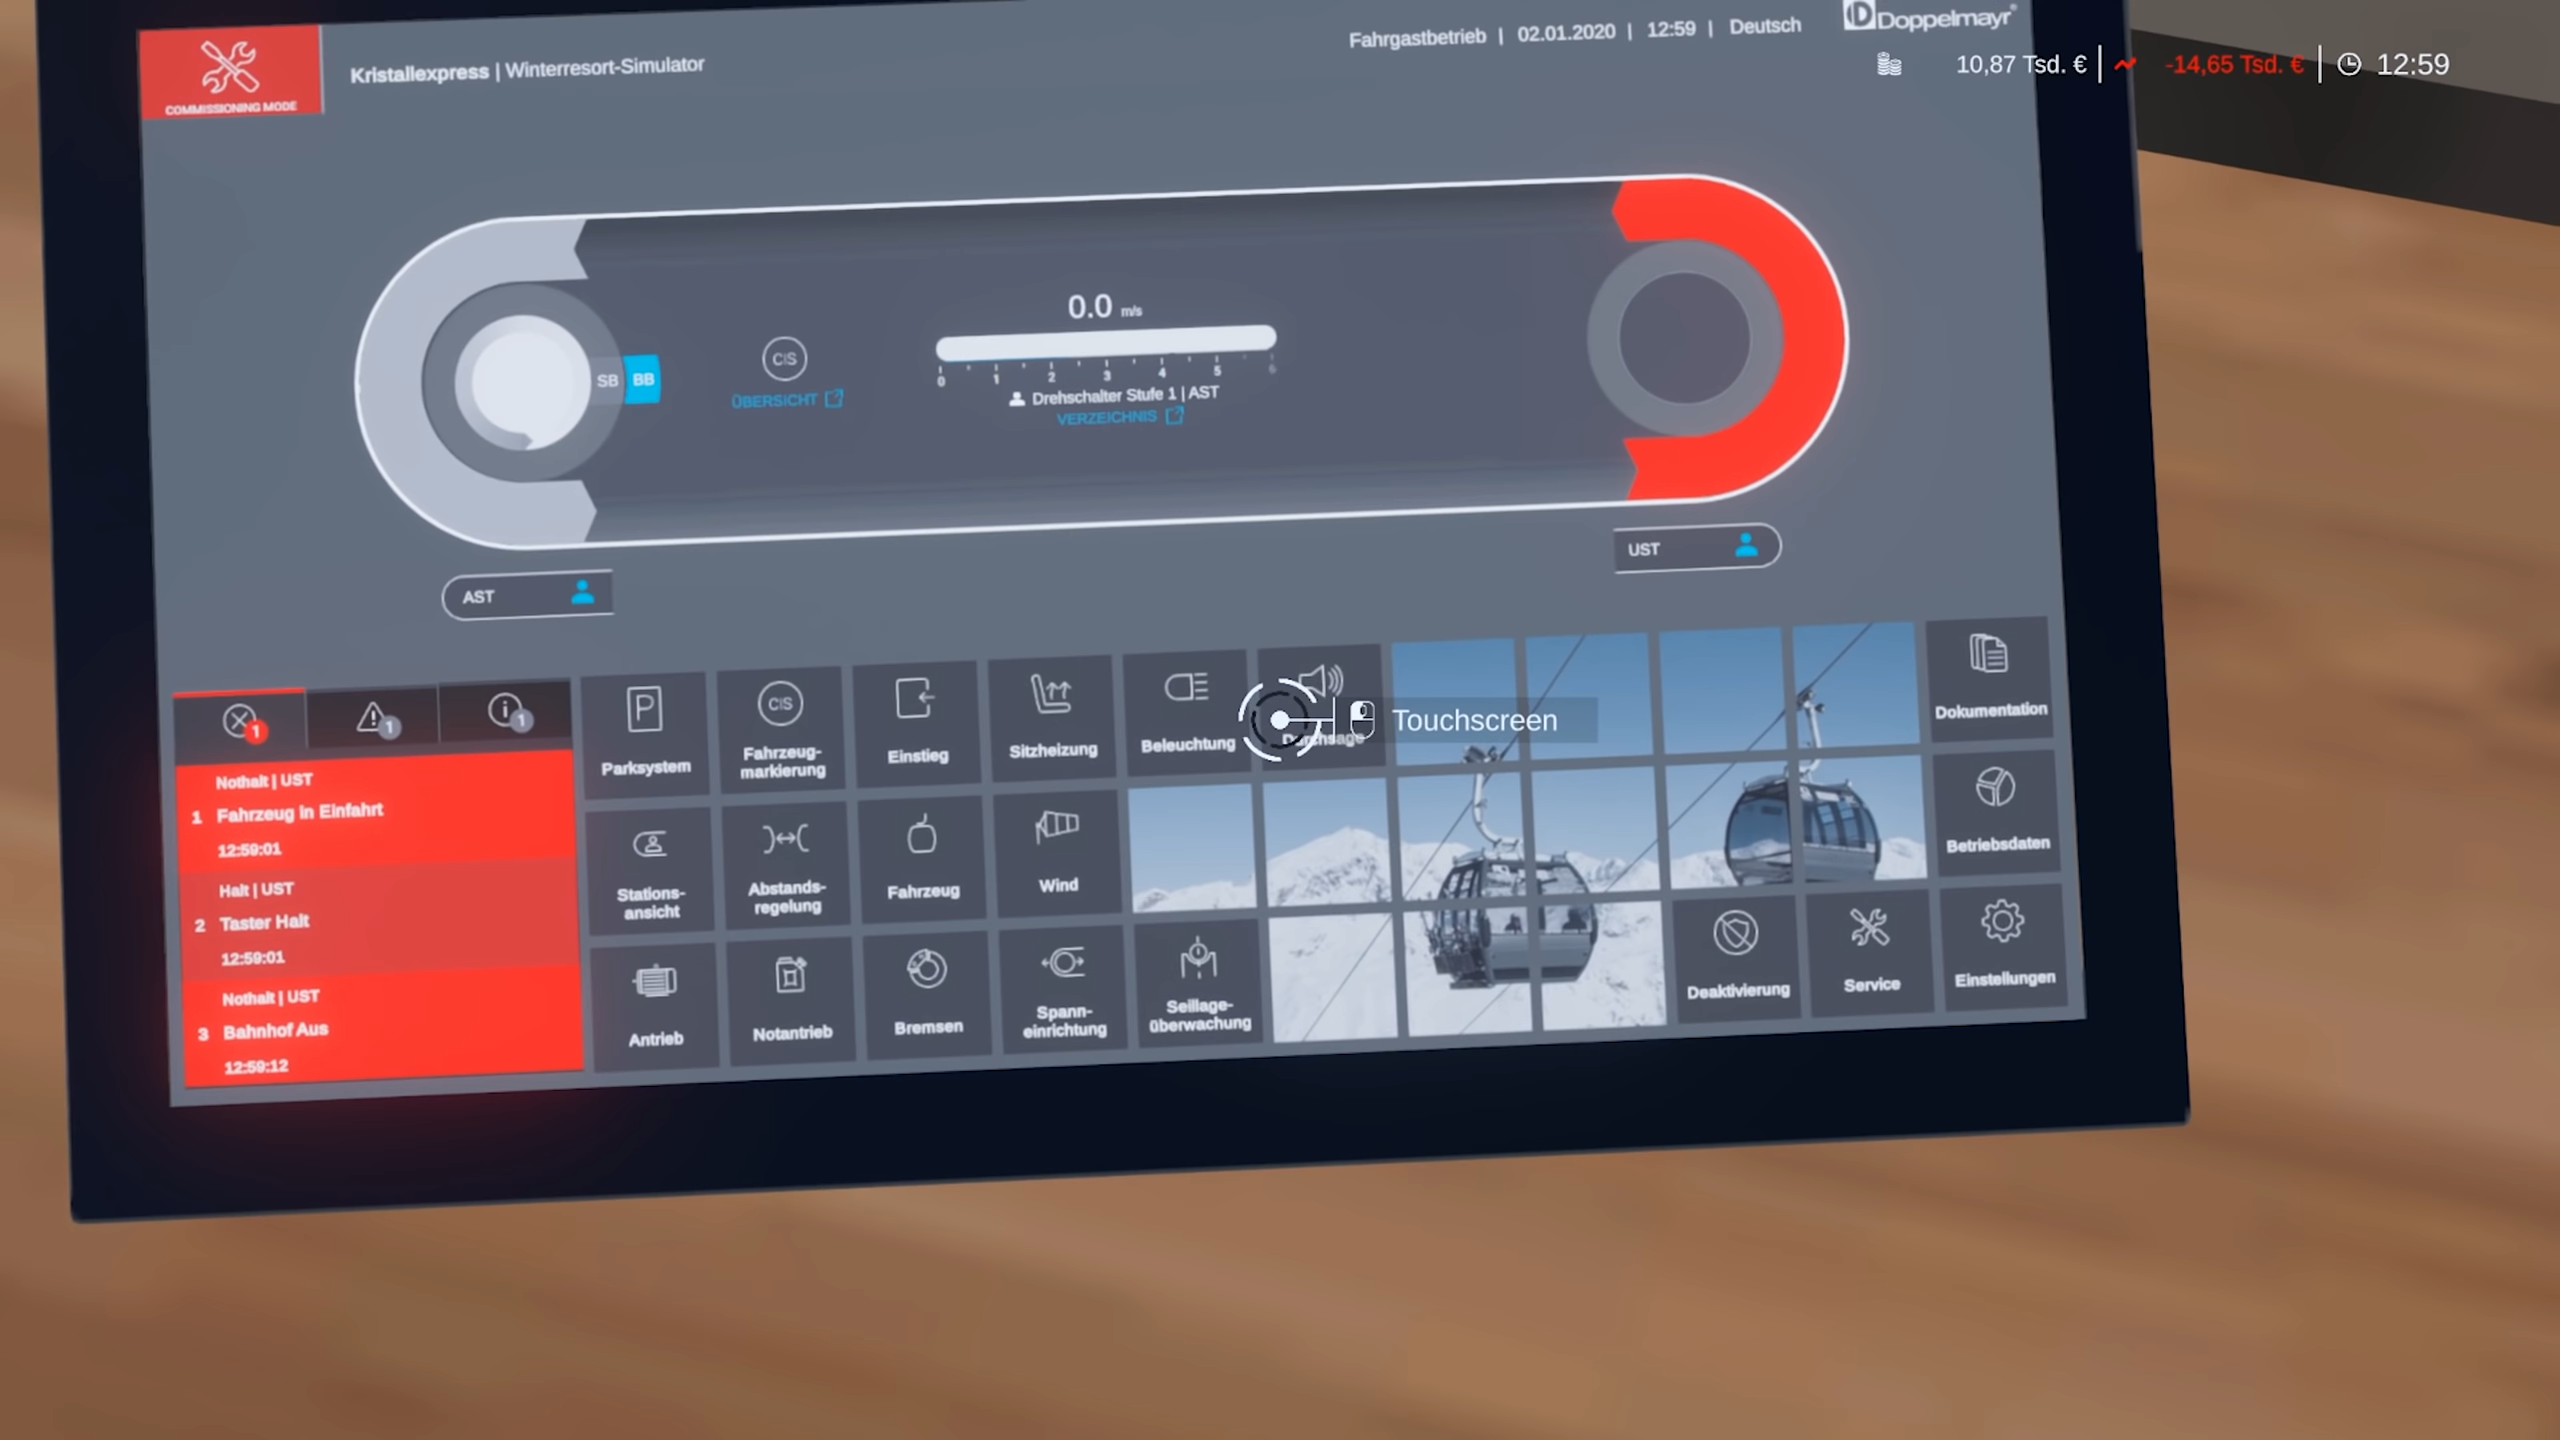 Fahrgastbetrieb | 02.01.2020 | 12:59 | Deutsch
Doppelmayr
COMMISSIONING MODE
Kristallexpress | Winterresort-Simulator
10,87 Tsd. € | -14,65 Tsd. € | 12:59
0.0 m/s
0 1 2 3 4 5 6
SB BB
CIS
ÜBERSICHT
Drehschalter Stufe 1 | AST
VERZEICHNIS
AST
UST
1
1
1
Nothalt | UST
1 Fahrzeug in Einfahrt
12:59:01
Halt | UST
2 Taster Halt
12:59:01
Nothalt | UST
3 Bahnhof Aus
12:59:12
P
Parksystem
CIS
Fahrzeug-
markierung
Einstieg
Sitzheizung
Beleuchtung
Durchsage
Touchscreen
Dokumentation
Stations-
ansicht
Abstands-
regelung
Fahrzeug
Wind
Betriebsdaten
Antrieb
Notantrieb
Bremsen
Spann-
einrichtung
Seillage-
überwachung
Deaktivierung
Service
Einstellungen